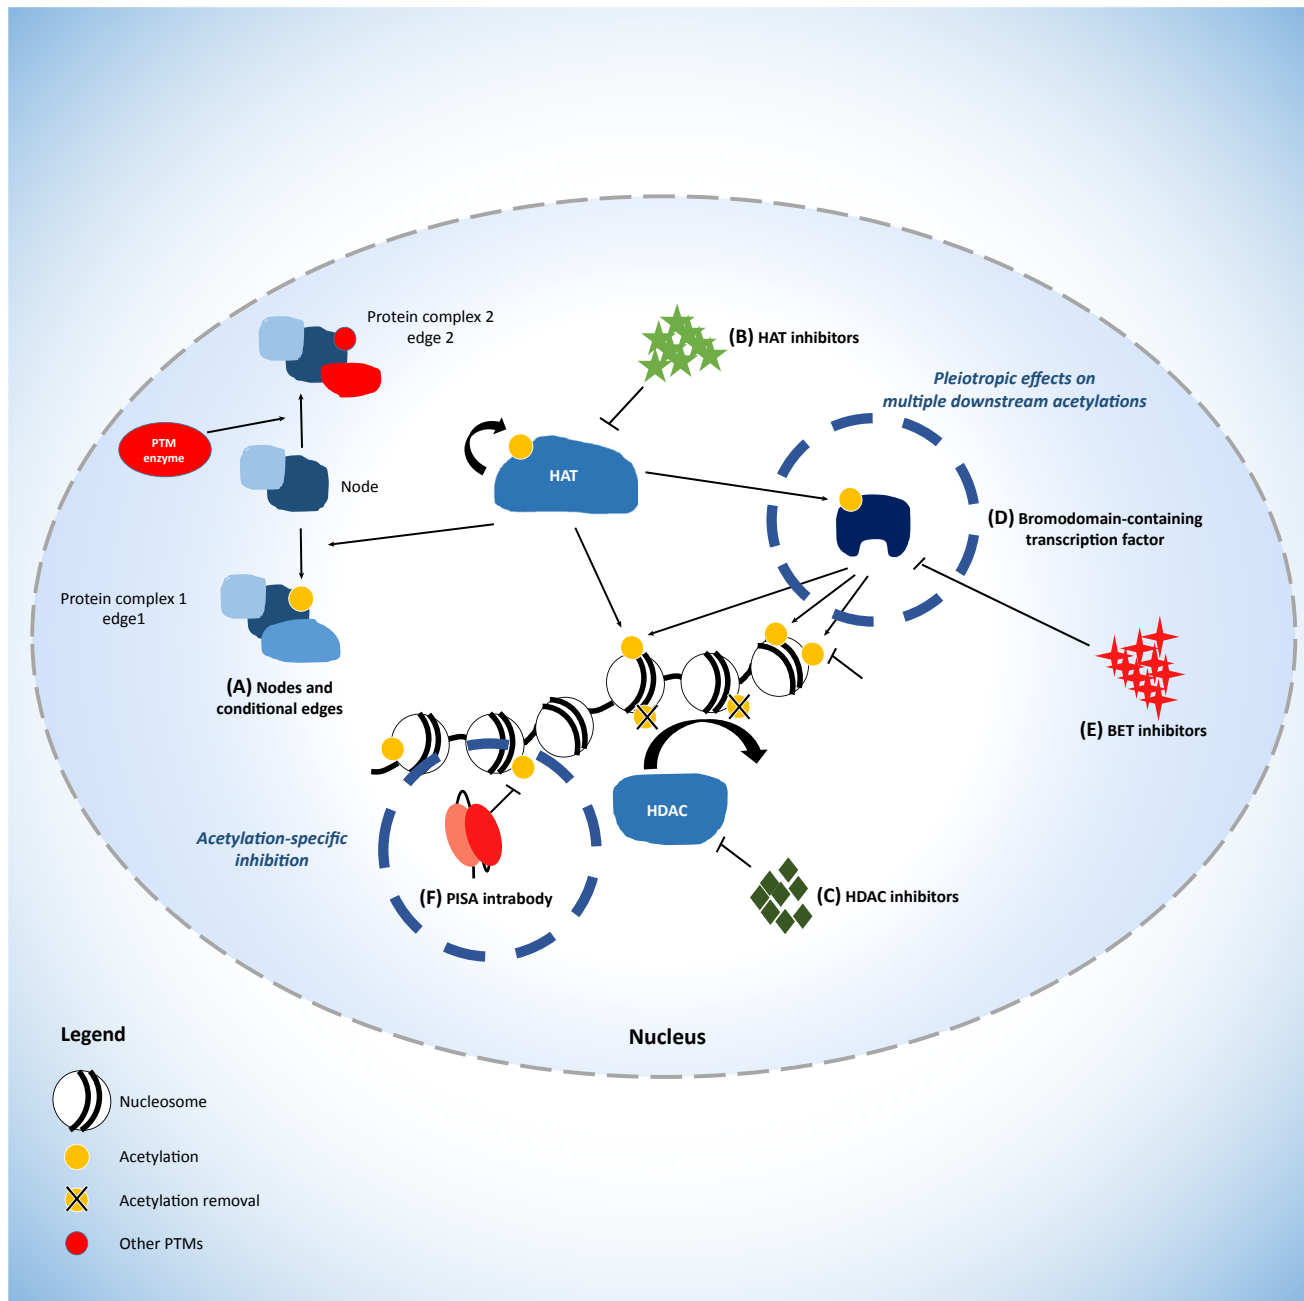 Protein complex 2
edge 2
(B) HAT inhibitors
Pleiotropic effects on
multiple downstream acetylations
PTM
enzyme
HAT
Node
(D) Bromodomain-containing
transcription factor
Protein complex 1
edge1
(A) Nodes and
conditional edges
(E) BET inhibitors
HDAC
Acetylation-specific
inhibition
(F) PISA intrabody
(C) HDAC inhibitors
Nucleus
Legend
Nucleosome
Acetylation
Acetylation removal
Other PTMs